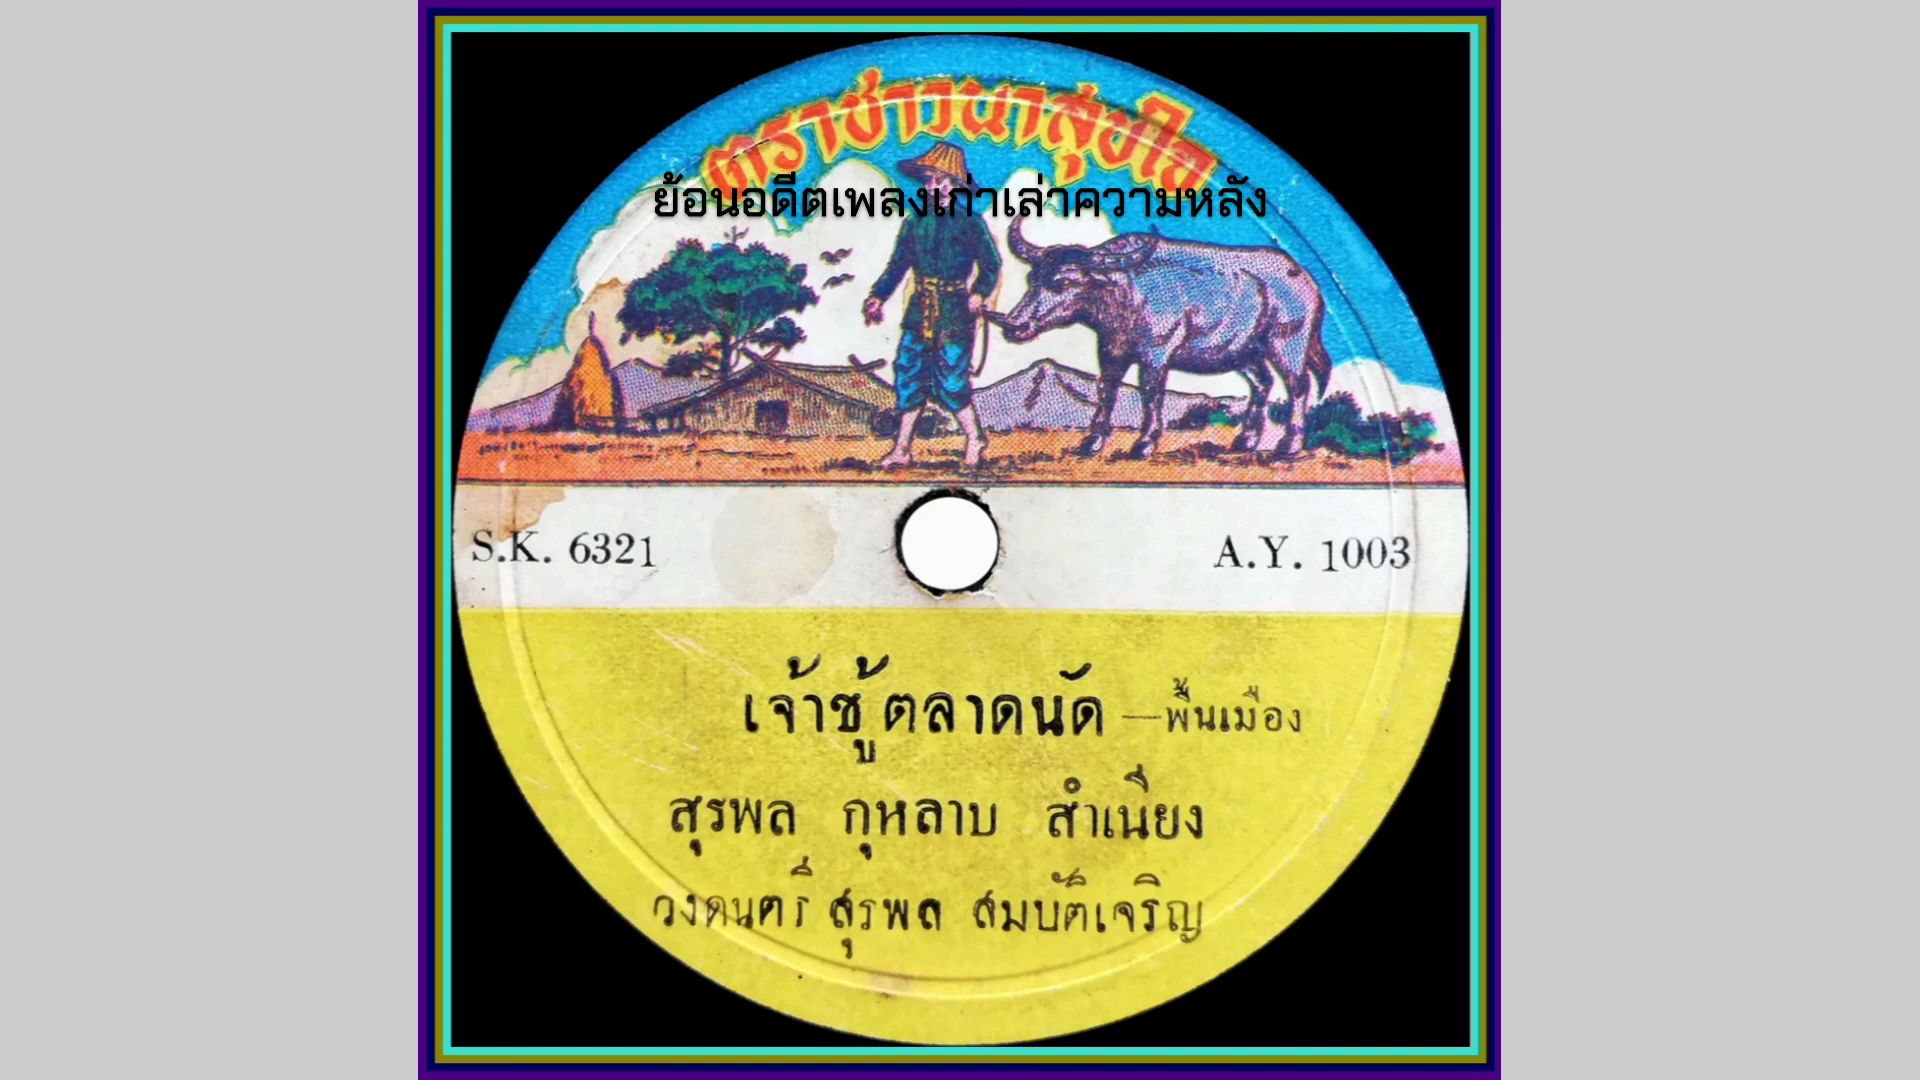 ตราชาวนาสุขใจ
ย้อนอดีตเพลงเก่าเล่าความหลัง
S.K. 6321
A.Y. 1003
เจ้าชู้ตลาดนัด —พื้นเมือง
สุรพล กุหลาบ สำเนียง
วงดนตรี สุรพล สมบัติเจริญ